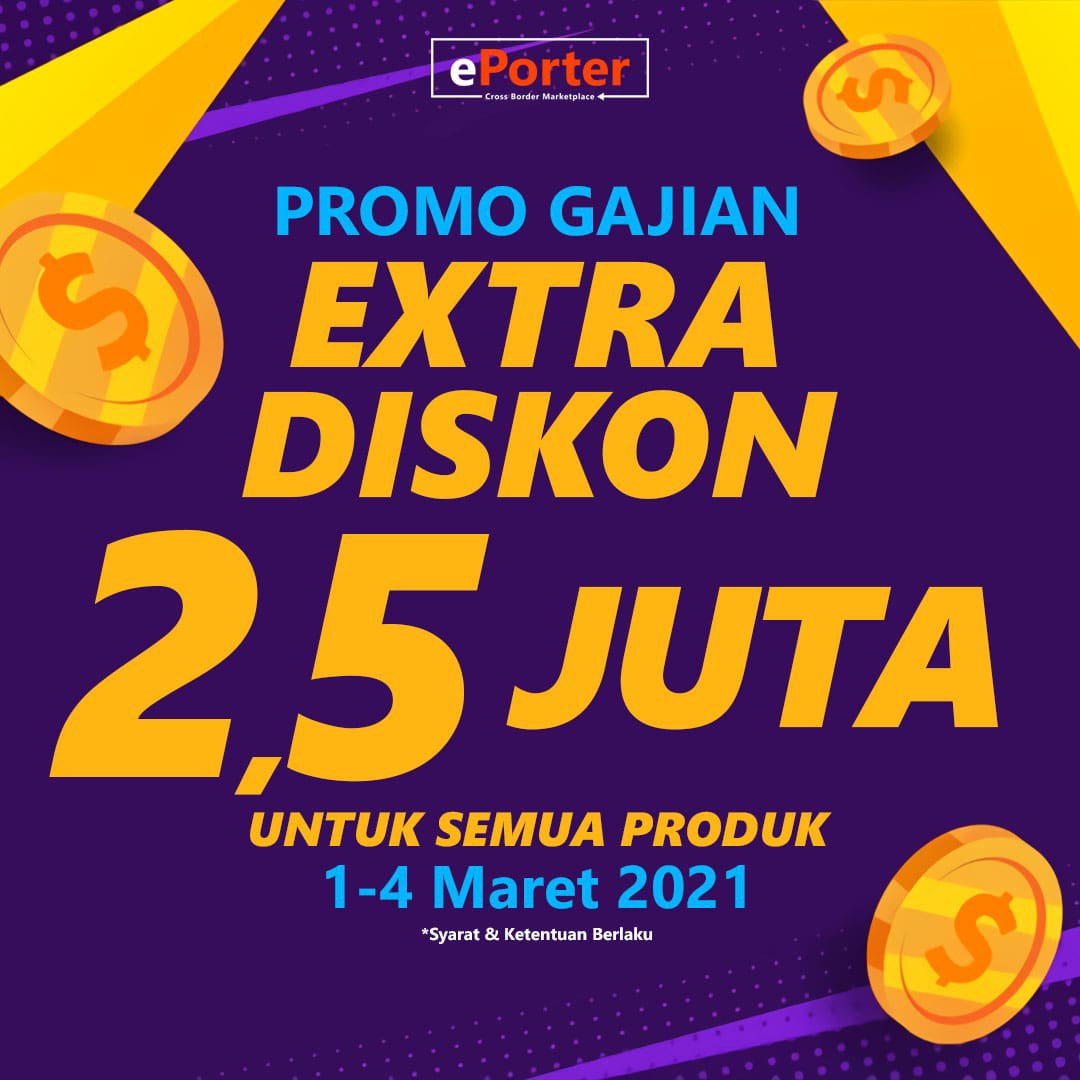 ePorter
Cross Border Marketplace
PROMO GAJIAN
EXTRA
DISKON
2,5 JUTA
UNTUK SEMUA PRODUK
1-4 Maret 2021
*Syarat & Ketentuan Berlaku